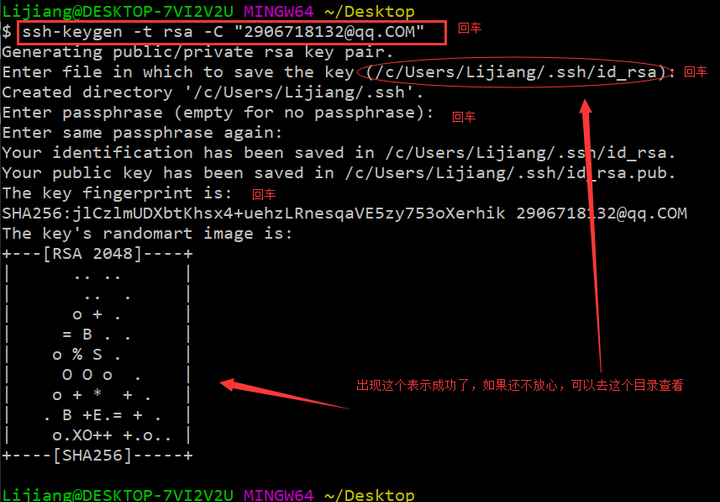 Lijiang@DESKTOP-7VI2V2U MINGW64 ~/Desktop
$ ssh-keygen -t rsa -C "2906718132@qq.COM" 回车
Generating public/private rsa key pair.
Enter file in which to save the key (/c/Users/Lijiang/.ssh/id_rsa): 回车
Created directory '/c/Users/Lijiang/.ssh'.
Enter passphrase (empty for no passphrase): 回车
Enter same passphrase again:
Your identification has been saved in /c/Users/Lijiang/.ssh/id_rsa.
Your public key has been saved in /c/Users/Lijiang/.ssh/id_rsa.pub.
The key fingerprint is: 回车
SHA256:jlCzlmUDXbtKhsx4+uehzLRnesqaVE5zy753oXerhik 2906718132@qq.COM
The key's randomart image is:
+---[RSA 2048]----+
|      .. ..      |
|       ..  .     |
|      o + .      |
|     = B . .     |
|    o % S .      |
|     O O o  .    |
|    o + *  + .   |
|   . B +E.= + .  |
|    o.XO++ +.o.. |
+----[SHA256]-----+
出现这个表示成功了，如果还不放心，可以去这个目录查看
Lijiang@DESKTOP-7VI2V2U MINGW64 ~/Desktop